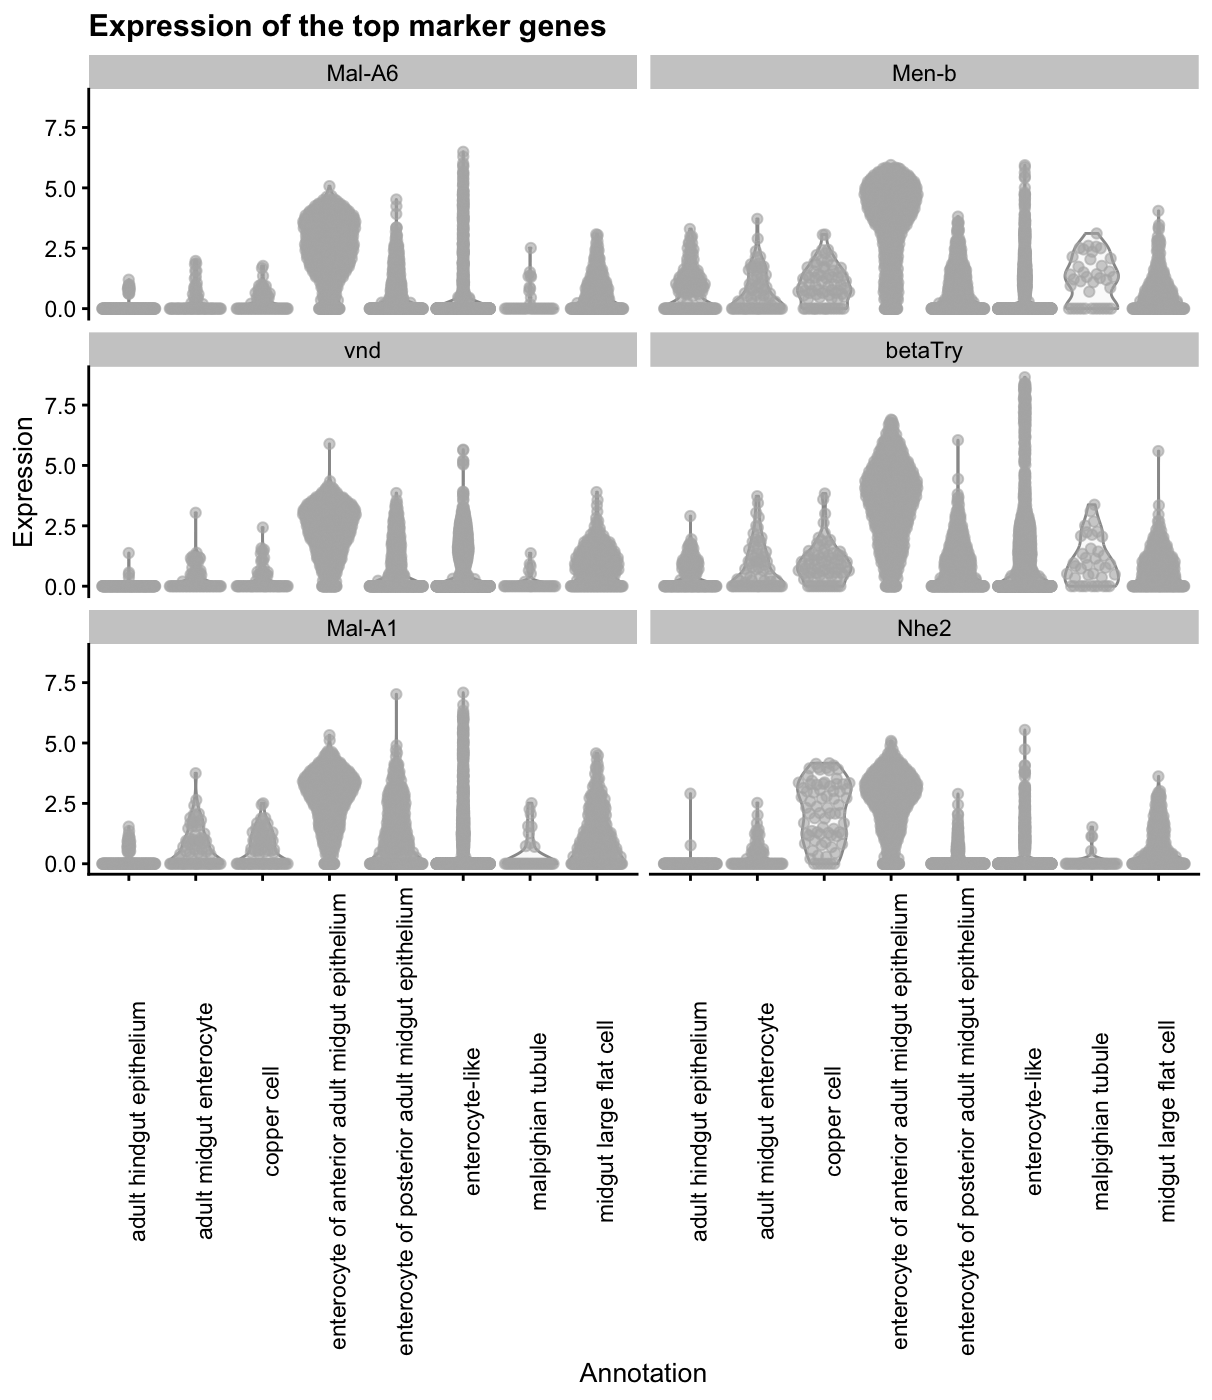 Expression of the top marker genes
Mal-A6
Men-b
7.5
5.0
2.5
0.0
vnd
betaTry
7.5
5.0
2.5
0.0
Expression
Mal-A1
Nhe2
7.5
5.0
2.5
0.0
adult hindgut epithelium
adult midgut enterocyte
copper cell
enterocyte of anterior adult midgut epithelium
enterocyte of posterior adult midgut epithelium
enterocyte-like
malpighian tubule
midgut large flat cell
adult hindgut epithelium
adult midgut enterocyte
copper cell
enterocyte of anterior adult midgut epithelium
enterocyte of posterior adult midgut epithelium
enterocyte-like
malpighian tubule
midgut large flat cell
Annotation